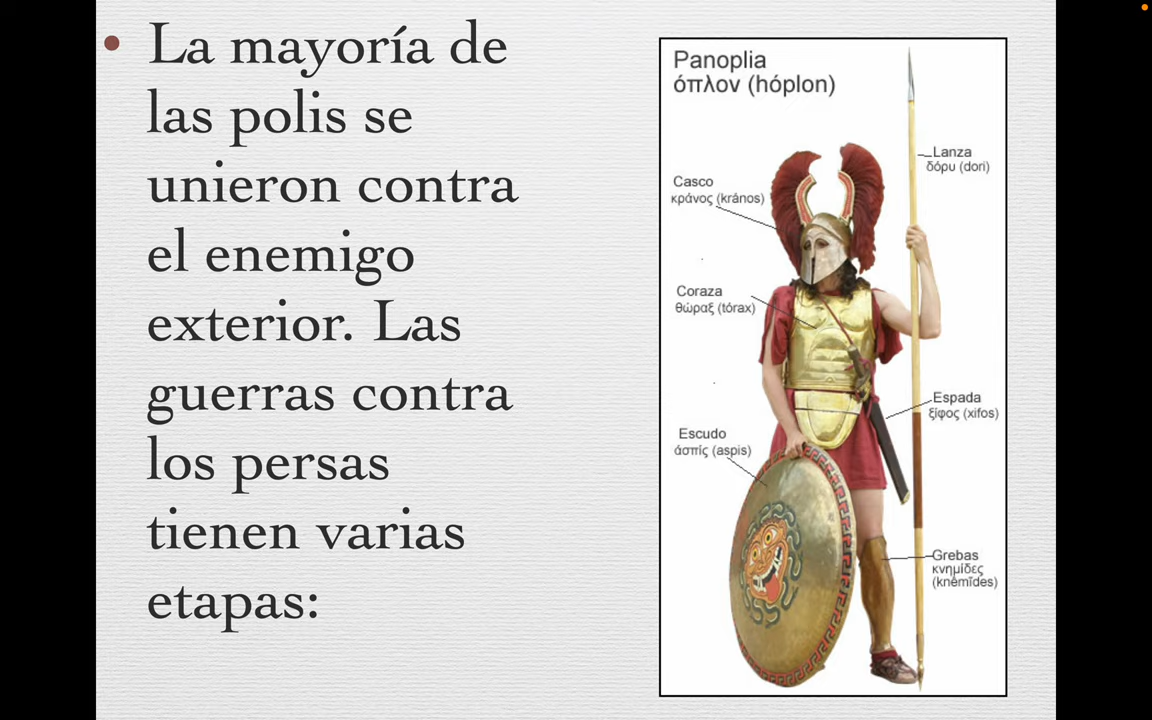 • La mayoría de
las polis se
unieron contra
el enemigo
exterior. Las
guerras contra
los persas
tienen varias
etapas:
Panoplia
όπλον (hóplon)
Lanza
δόρυ (dori)
Casco
κράνος (krános)
Coraza
θώραξ (tórax)
Espada
ξίφος (xifos)
Escudo
άσπίς (aspis)
Grebas
κνημίδες
(knēmīdes)